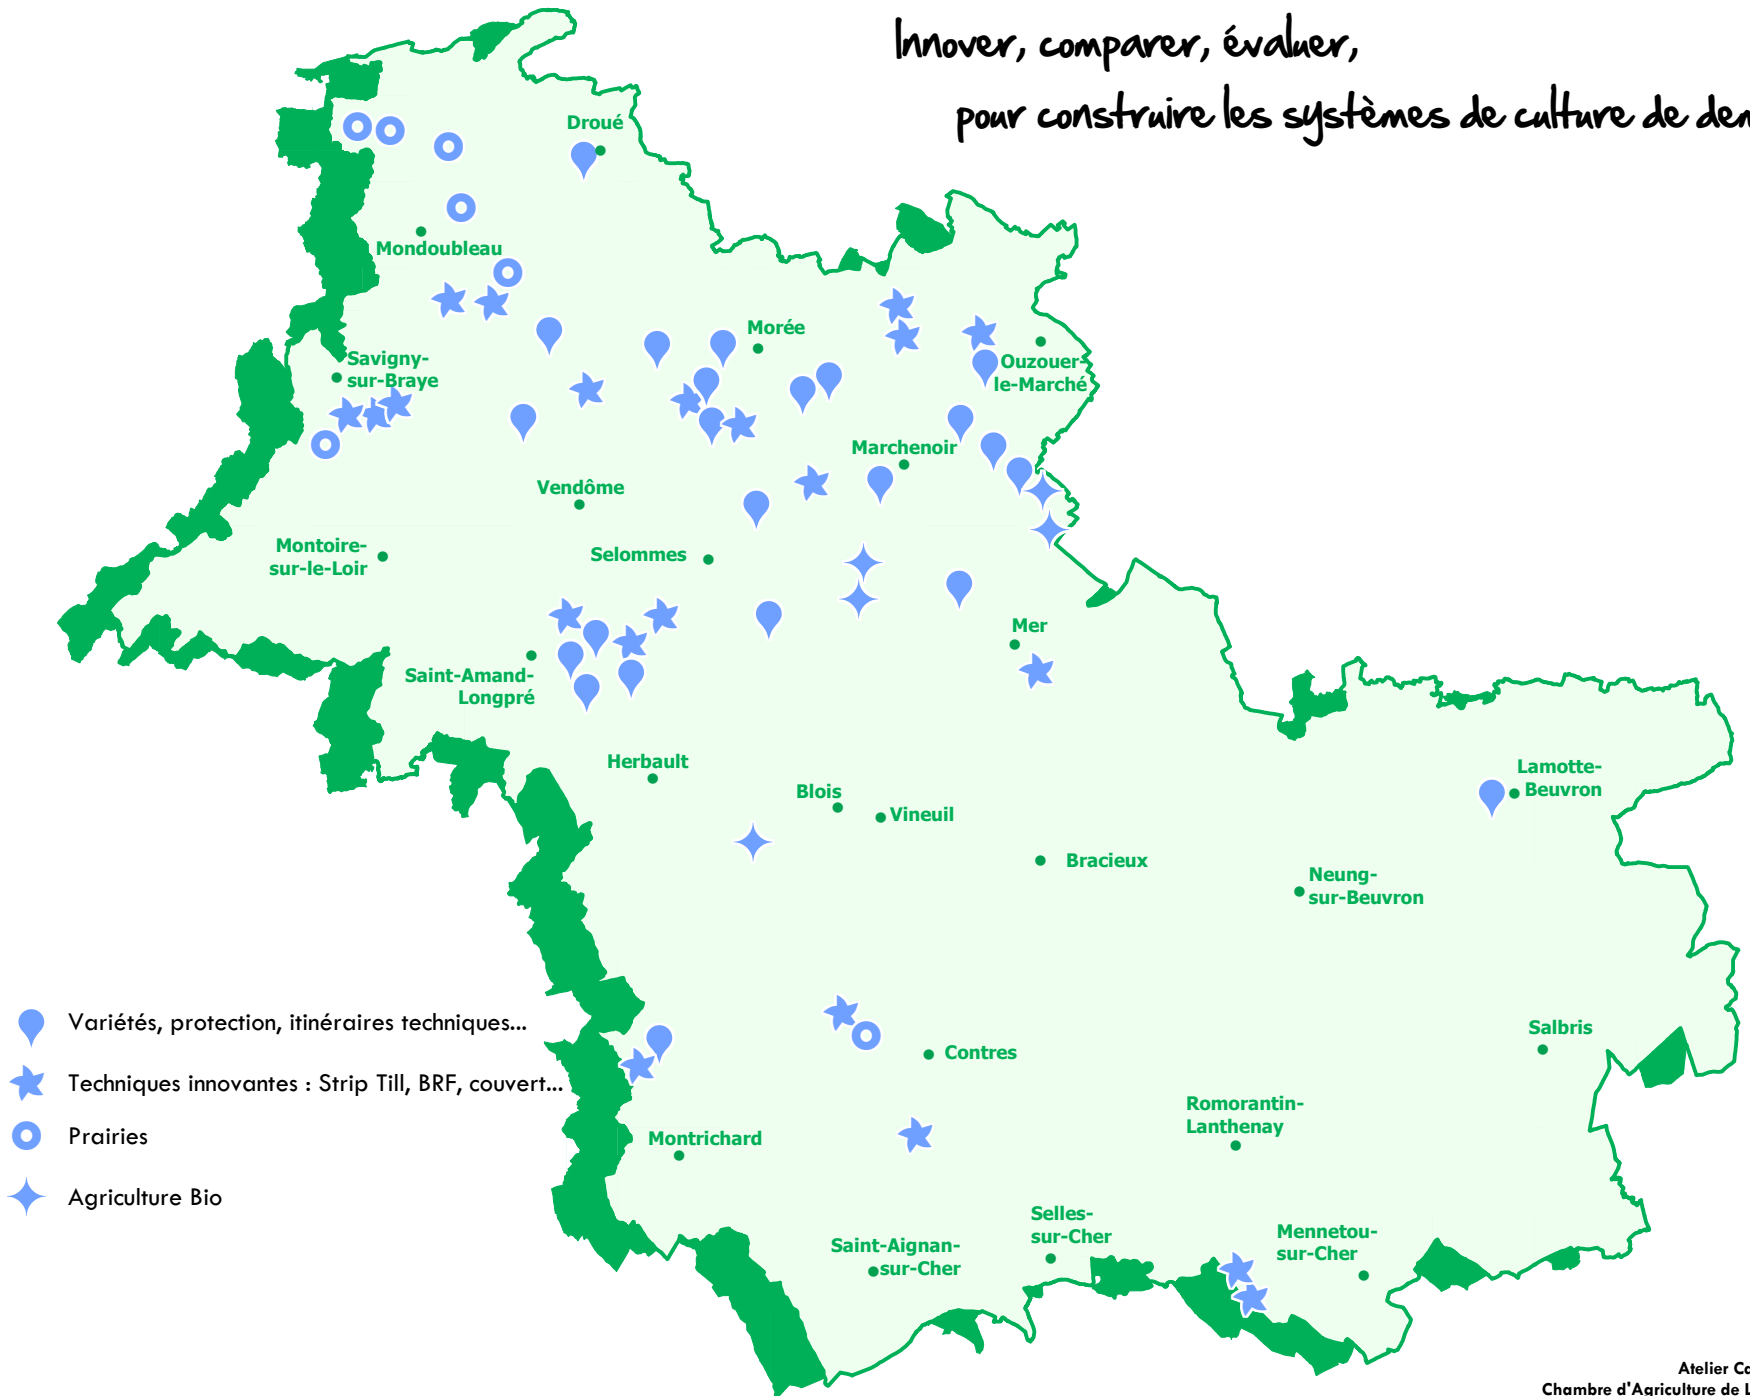 Innover, comparer, évaluer,
pour construire les systèmes de culture de
Droué
Mondoubleau
Morée
Savigny-
sur-Braye
Ouzouer-
le-Marché
Marchenoir
Vendôme
Montoire-
sur-le-Loir
Selommes
Mer
Saint-Amand-
Longpré
Herbault
Blois
Vineuil
Lamotte-
Beuvron
Bracieux
Neung-
sur-Beuvron
Variétés, protection, itinéraires techniques...
Techniques innovantes : Strip Till, BRF, couvert...
Prairies
Agriculture Bio
Salbris
Contres
Romorantin-
Lanthenay
Montrichard
Selles-
sur-Cher
Saint-Aignan-
sur-Cher
Mennetou-
sur-Cher
Atelier
Chambre d'Agriculture de